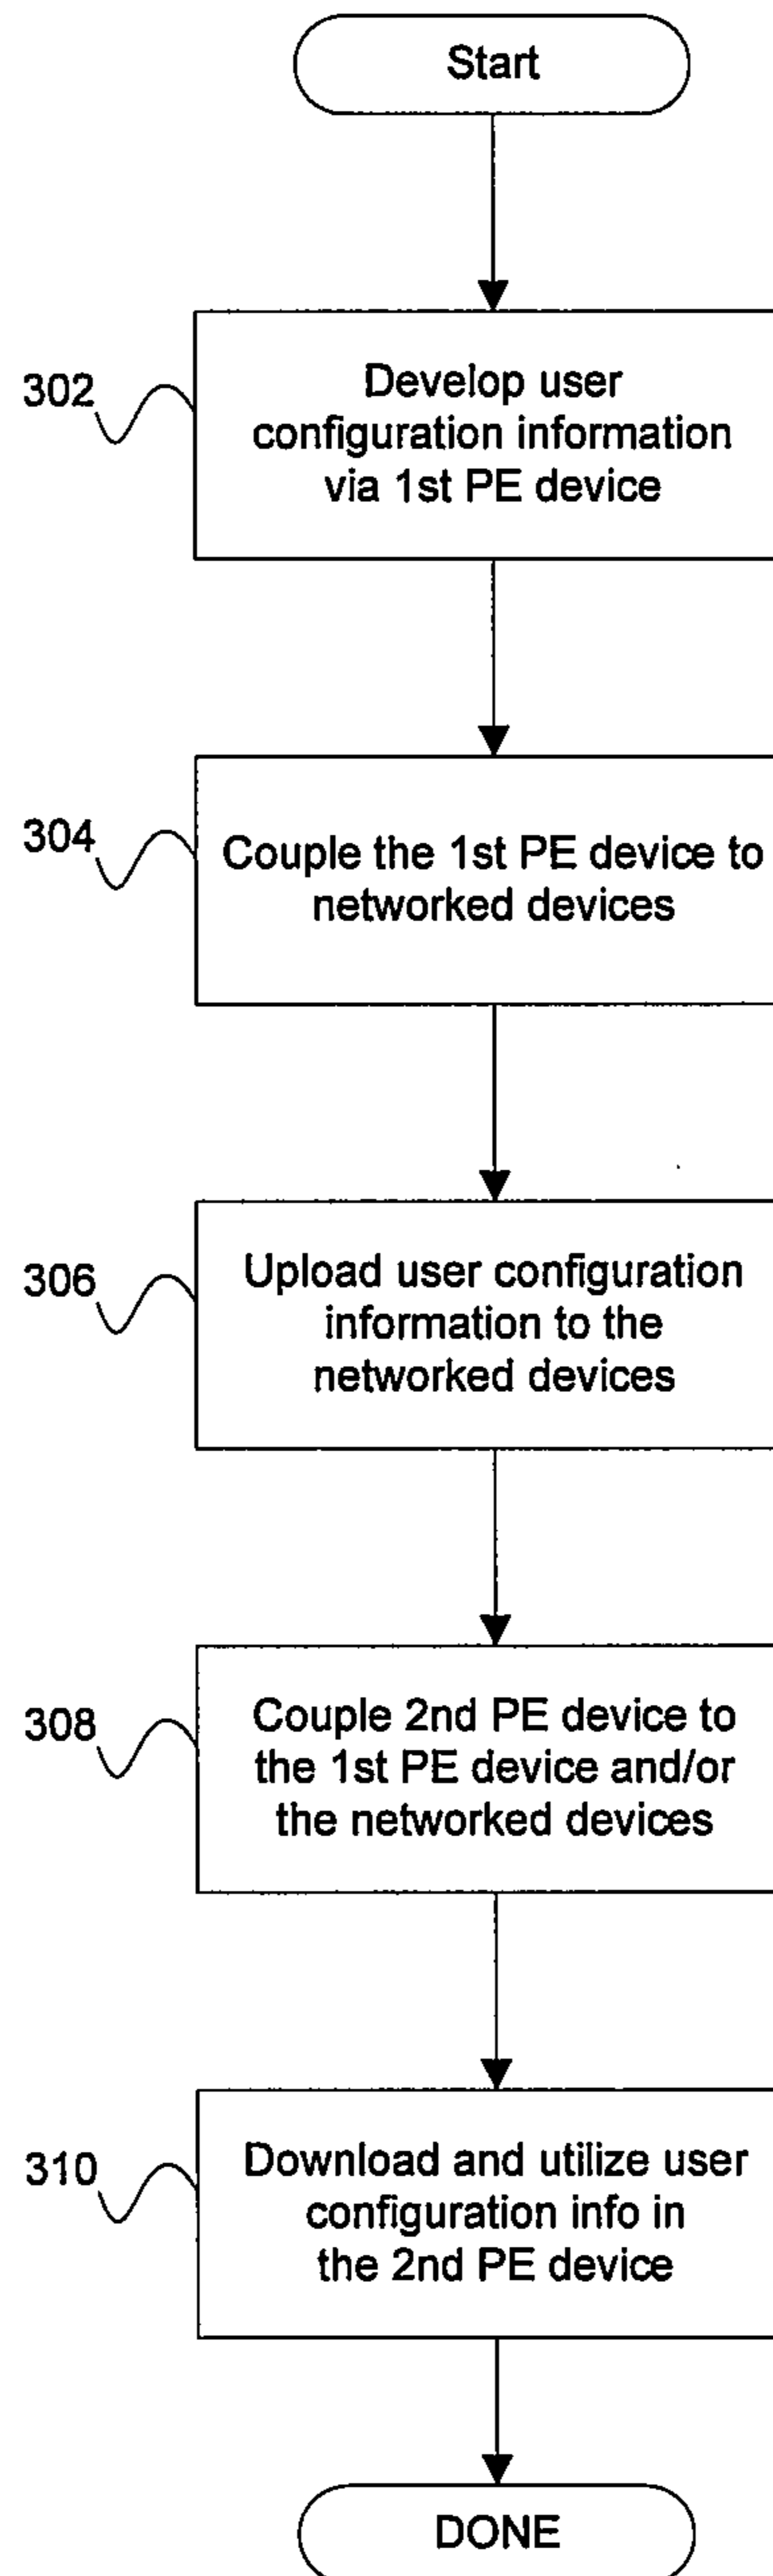 Start
302
Develop user
configuration information
via 1st PE device
304
Couple the 1st PE device to
networked devices
306
Upload user configuration
information to the
networked devices
308
Couple 2nd PE device to
the 1st PE device and/or
the networked devices
310
Download and utilize user
configuration info in
the 2nd PE device
DONE